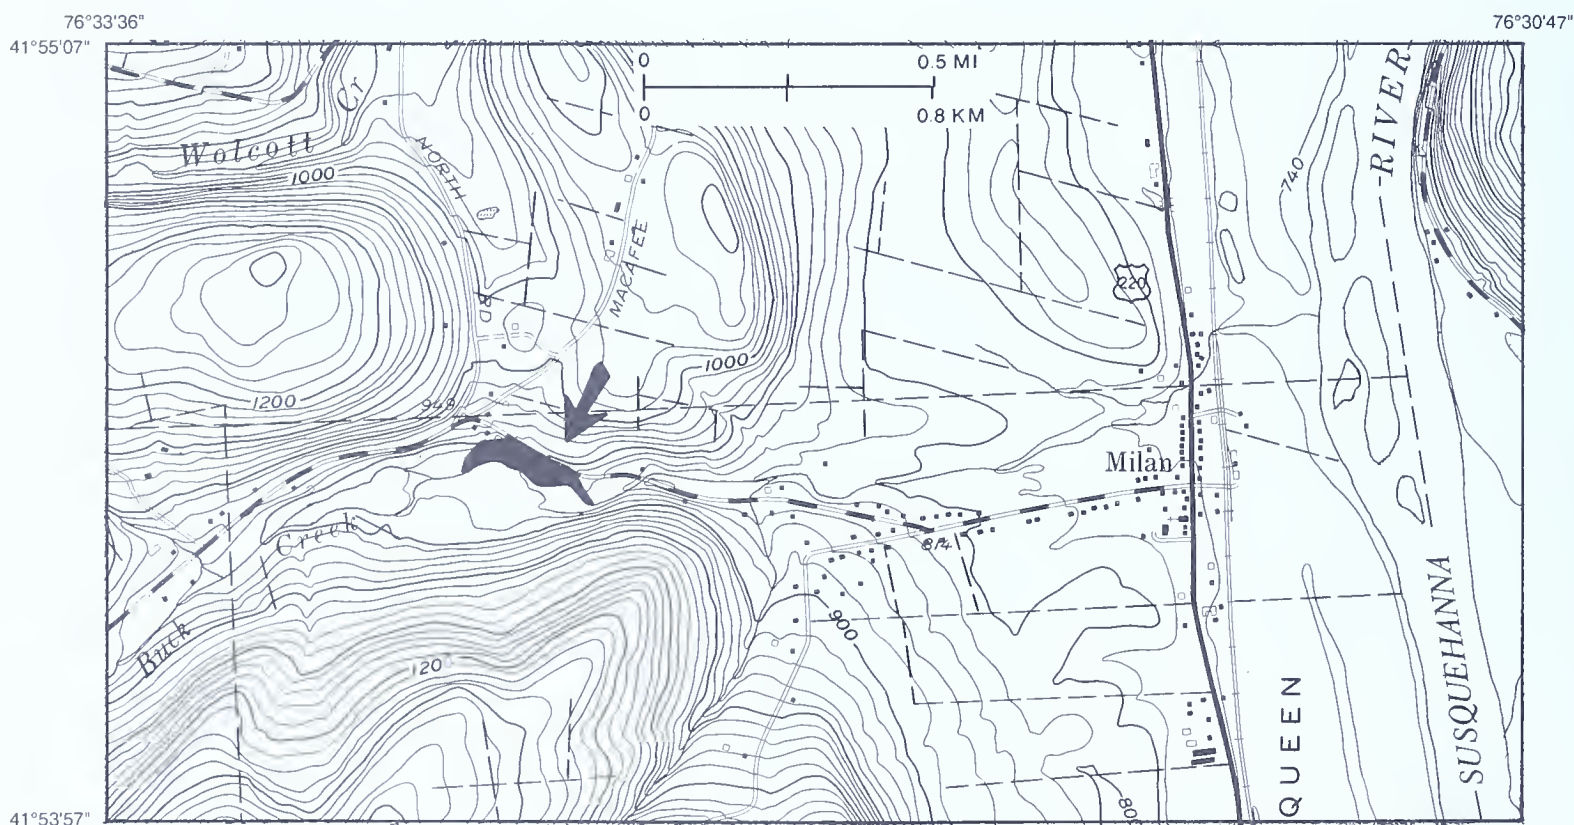 76°33'36"
76°30'47"
41°55'07"
0 0.5 MI
0 0.8 KM
Wolcott Cr
1000
NORTH
RD
MACAFEE
740
RIVER
220
1000
1200
949
Milan
Creek
814
Buck
900
120
QUEEN
SUSQUEHANNA
800
41°53'57"